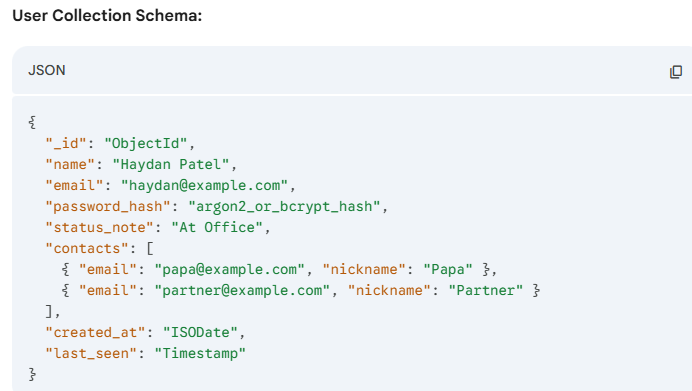 User Collection Schema:
JSON
{
"_id": "ObjectId",
"name": "Haydan Patel",
"email": "haydan@example.com",
"password_hash": "argon2_or_bcrypt_hash",
"status_note": "At Office",
"contacts": [
{ "email": "papa@example.com", "nickname": "Papa" },
{ "email": "partner@example.com", "nickname": "Partner" }
],
"created_at": "ISODate",
"last_seen": "Timestamp"
}